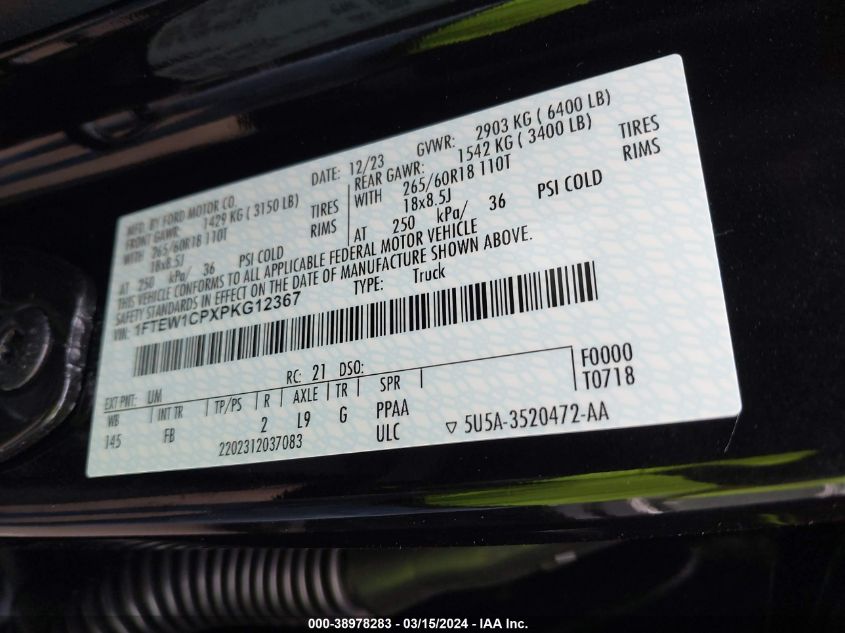 MFD. BY FORD MOTOR CO.
DATE: 12/23 GVWR: 2903 KG ( 6400 LB)
FRONT GAWR: 1429 KG ( 3150 LB)
WITH 265/60R18 110T TIRES
18x8.5J RIMS
AT 250 kPa/ 36 PSI COLD
REAR GAWR: 1542 KG ( 3400 LB)
WITH 265/60R18 110T TIRES
18x8.5J RIMS
AT 250 kPa/ 36 PSI COLD
THIS VEHICLE CONFORMS TO ALL APPLICABLE FEDERAL MOTOR VEHICLE
SAFETY STANDARDS IN EFFECT ON THE DATE OF MANUFACTURE SHOWN ABOVE.
VIN: 1FTEW1CPXPKG12367 TYPE: Truck
F0000
T0718
EXT PNT: UM RC: 21 DSO:
WB INT TR TP/PS R AXLE TR SPR
145 FB 2 L9 G PPAA
2202312037083 ULC ▽ 5U5A-3520472-AA
000-38978283 - 03/15/2024 - IAA Inc.